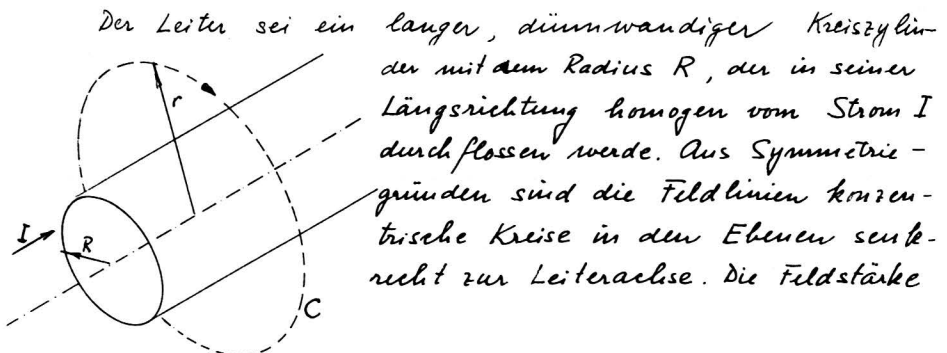 Der Leiter sei ein langer, dünnwandiger Kreiszylin-
der mit dem Radius R, der in seiner
Längsrichtung homogen vom Strom I
durchflossen werde. Aus Symmetrie-
gründen sind die Feldlinien konzen-
trische Kreise in den Ebenen senk-
recht zur Leiterachse. Die Feldstärke
r
I
R
C